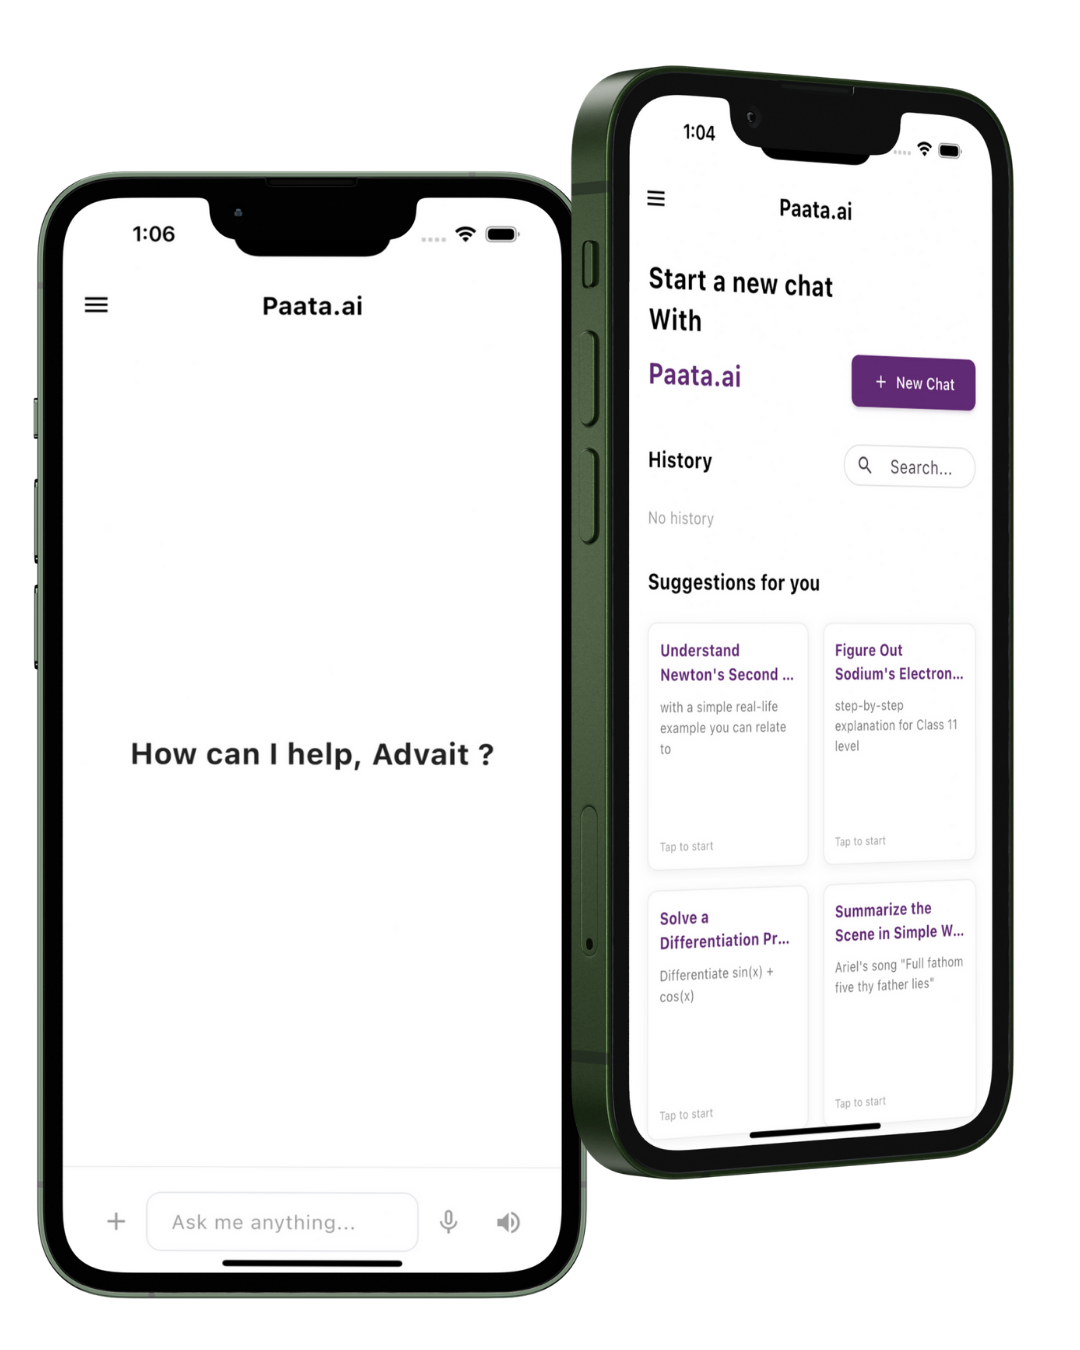 1:06
Paata.ai
How can I help, Advait ?
Ask me anything...
1:04
Paata.ai
Start a new chat
With
Paata.ai
+ New Chat
History
Search...
No history
Suggestions for you
Understand
Newton's Second ...
with a simple real-life
example you can relate
to
Tap to start
Figure Out
Sodium's Electron...
step-by-step
explanation for Class 11
level
Tap to start
Solve a
Differentiation Pr...
Differentiate sin(x) +
cos(x)
Tap to start
Summarize the
Scene in Simple W...
Ariel's song "Full fathom
five thy father lies"
Tap to start